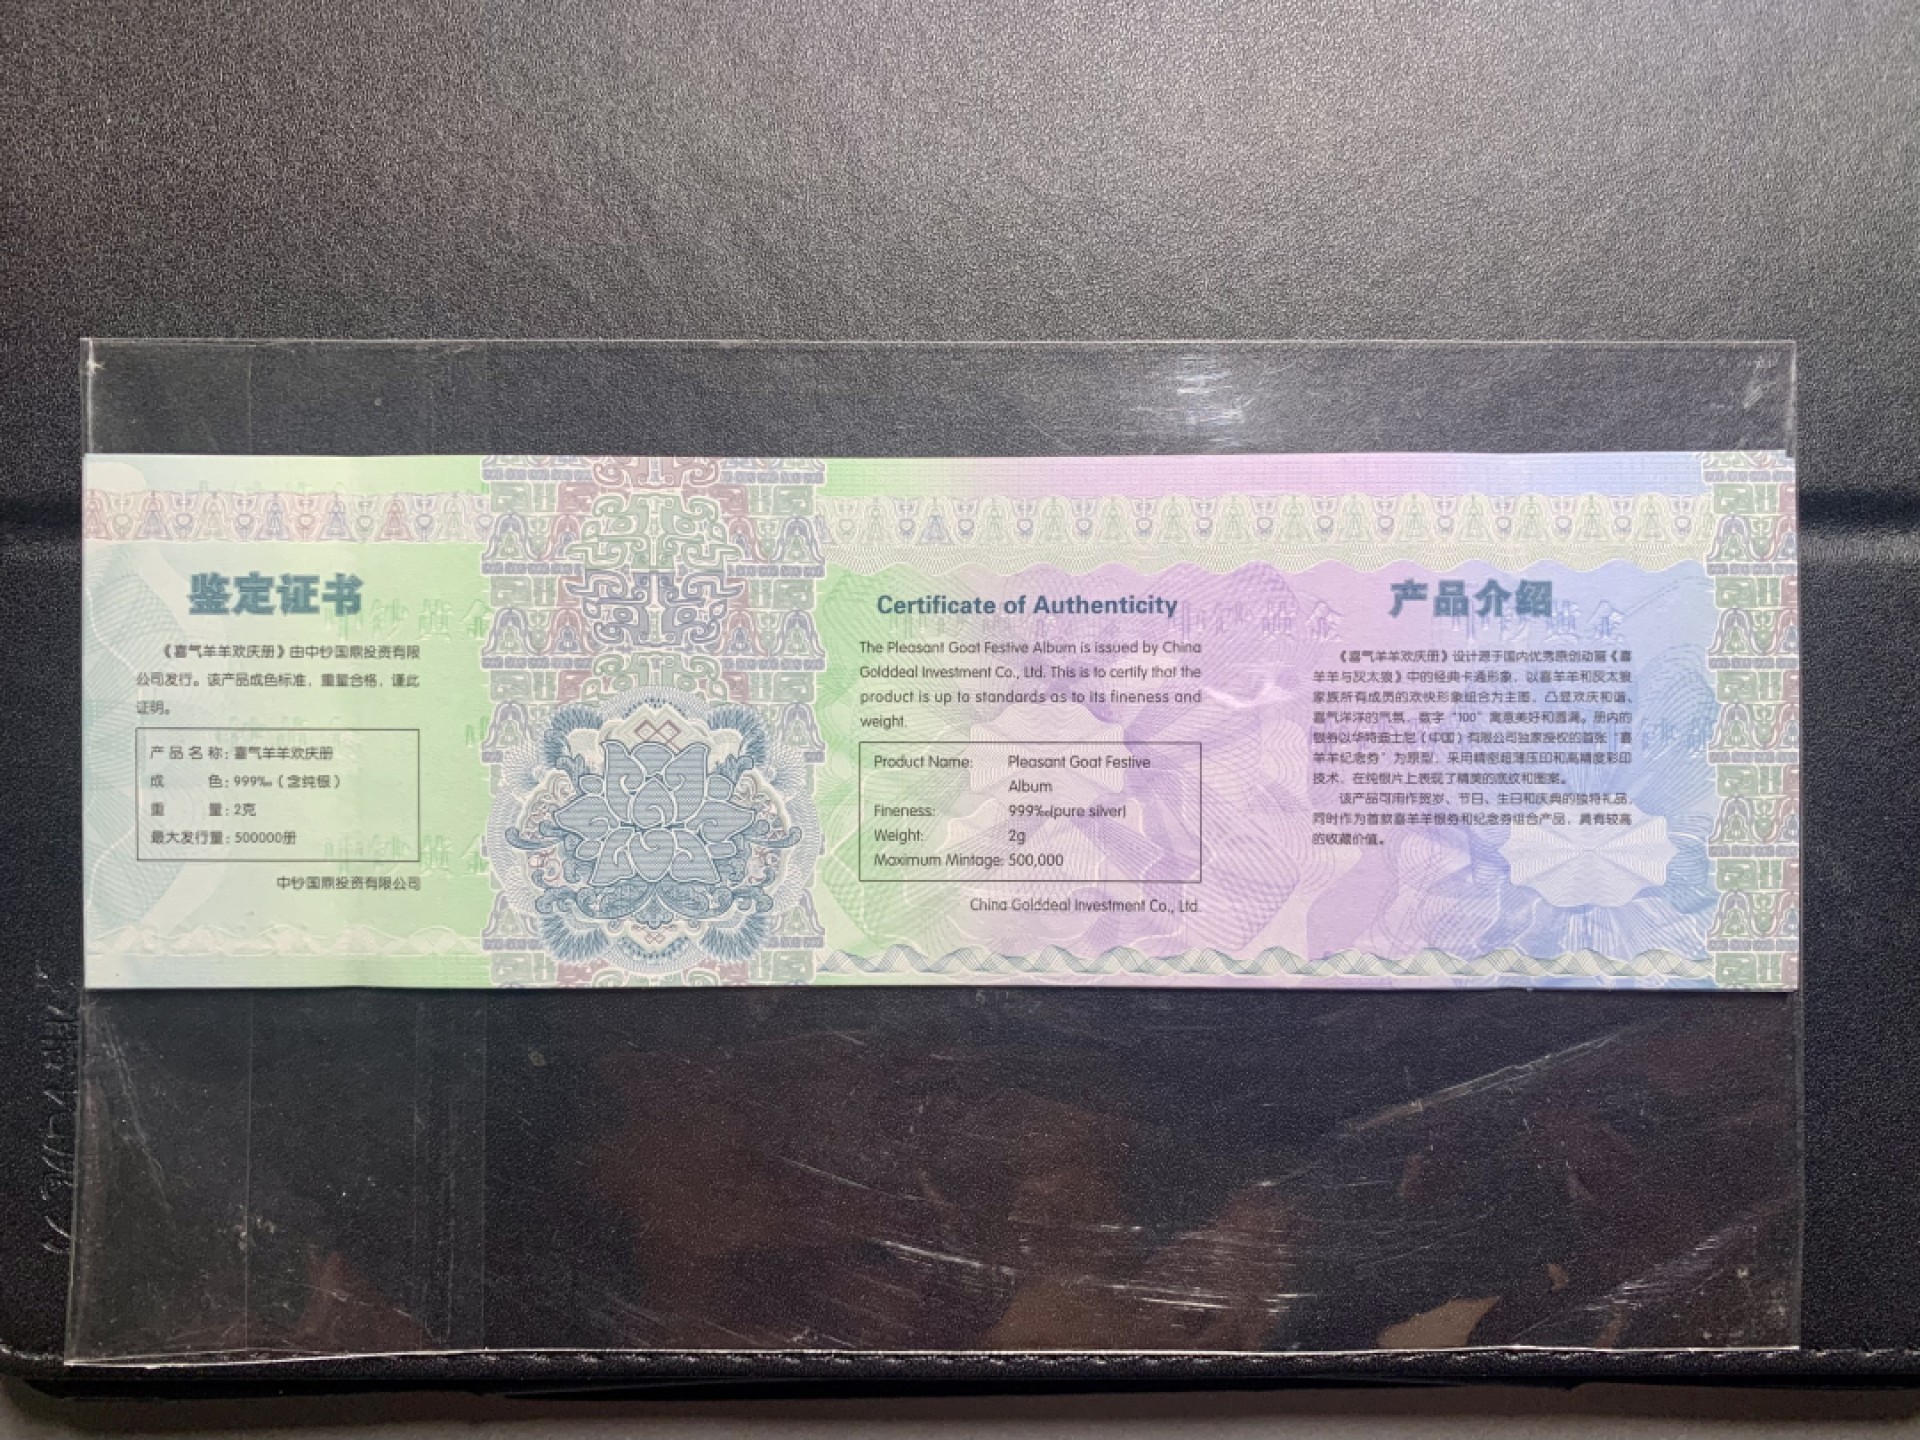 鉴定证书
《喜气羊羊欢庆册》由中钞国鼎投资有限
公司发行。该产品成色标准，重量合格，谨此
证明。
产品名称：喜气羊羊欢庆册
成　　色：999‰（含纯银）
重　　量：2克
最大发行量：500000册
中钞国鼎投资有限公司
Certificate of Authenticity
The Pleasant Goat Festive Album is issued by China
Golddeal Investment Co., Ltd. This is to certify that the
product is up to standards as to its fineness and
weight.
Product Name: Pleasant Goat Festive
Album
Fineness: 999‰(pure silver)
Weight: 2g
Maximum Mintage: 500,000
China Golddeal Investment Co., Ltd.
产品介绍
《喜气羊羊欢庆册》设计源于国内优秀原创动画《喜
羊羊与灰太狼》中的经典卡通形象，以喜羊羊和灰太狼
家族所有成员的欢快形象组合为主图，凸显欢庆和谐、
喜气洋洋的气氛，数字“100”寓意美好和圆满。册内的
银券以华特迪士尼（中国）有限公司独家授权的首张“喜
羊羊纪念券”为原型，采用精密超薄压印和高精度彩印
技术，在纯银片上表现了精美的底纹和图案。
该产品可用作贺岁、节日、生日和庆典的独特礼品，
同时作为首款喜羊羊银券和纪念券组合产品，具有较高
的收藏价值。